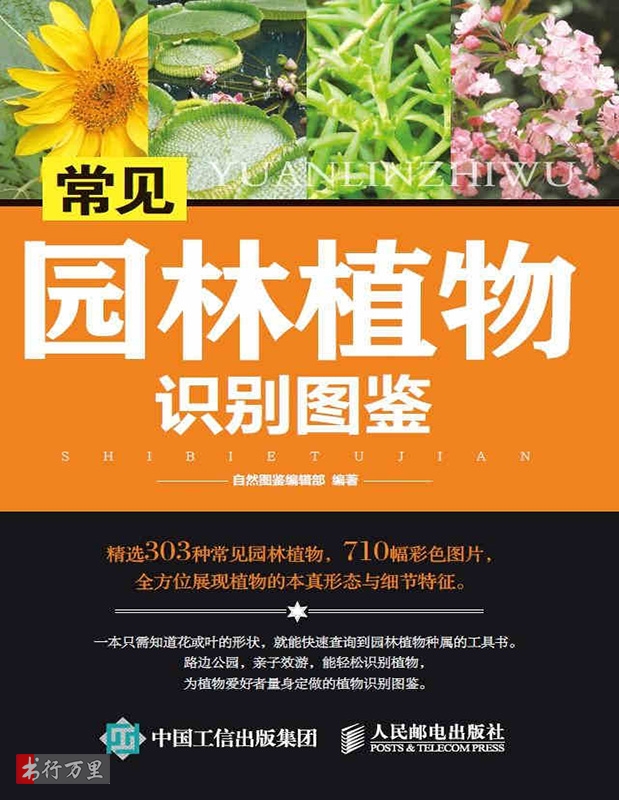 YUANLINZHIWU
常见
园林植物
识别图鉴
SHIBIETUJIAN
自然图鉴编辑部 编著
精选303种常见园林植物，710幅彩色图片，
全方位展现植物的本真形态与细节特征。
一本只需知道花或叶的形状，就能快速查询到园林植物种属的工具书。
路边公园，亲子效游，能轻松识别植物，
为植物爱好者量身定做的植物识别图鉴。
中国工信出版集团
人民邮电出版社
POSTS & TELECOM PRESS
书行万里